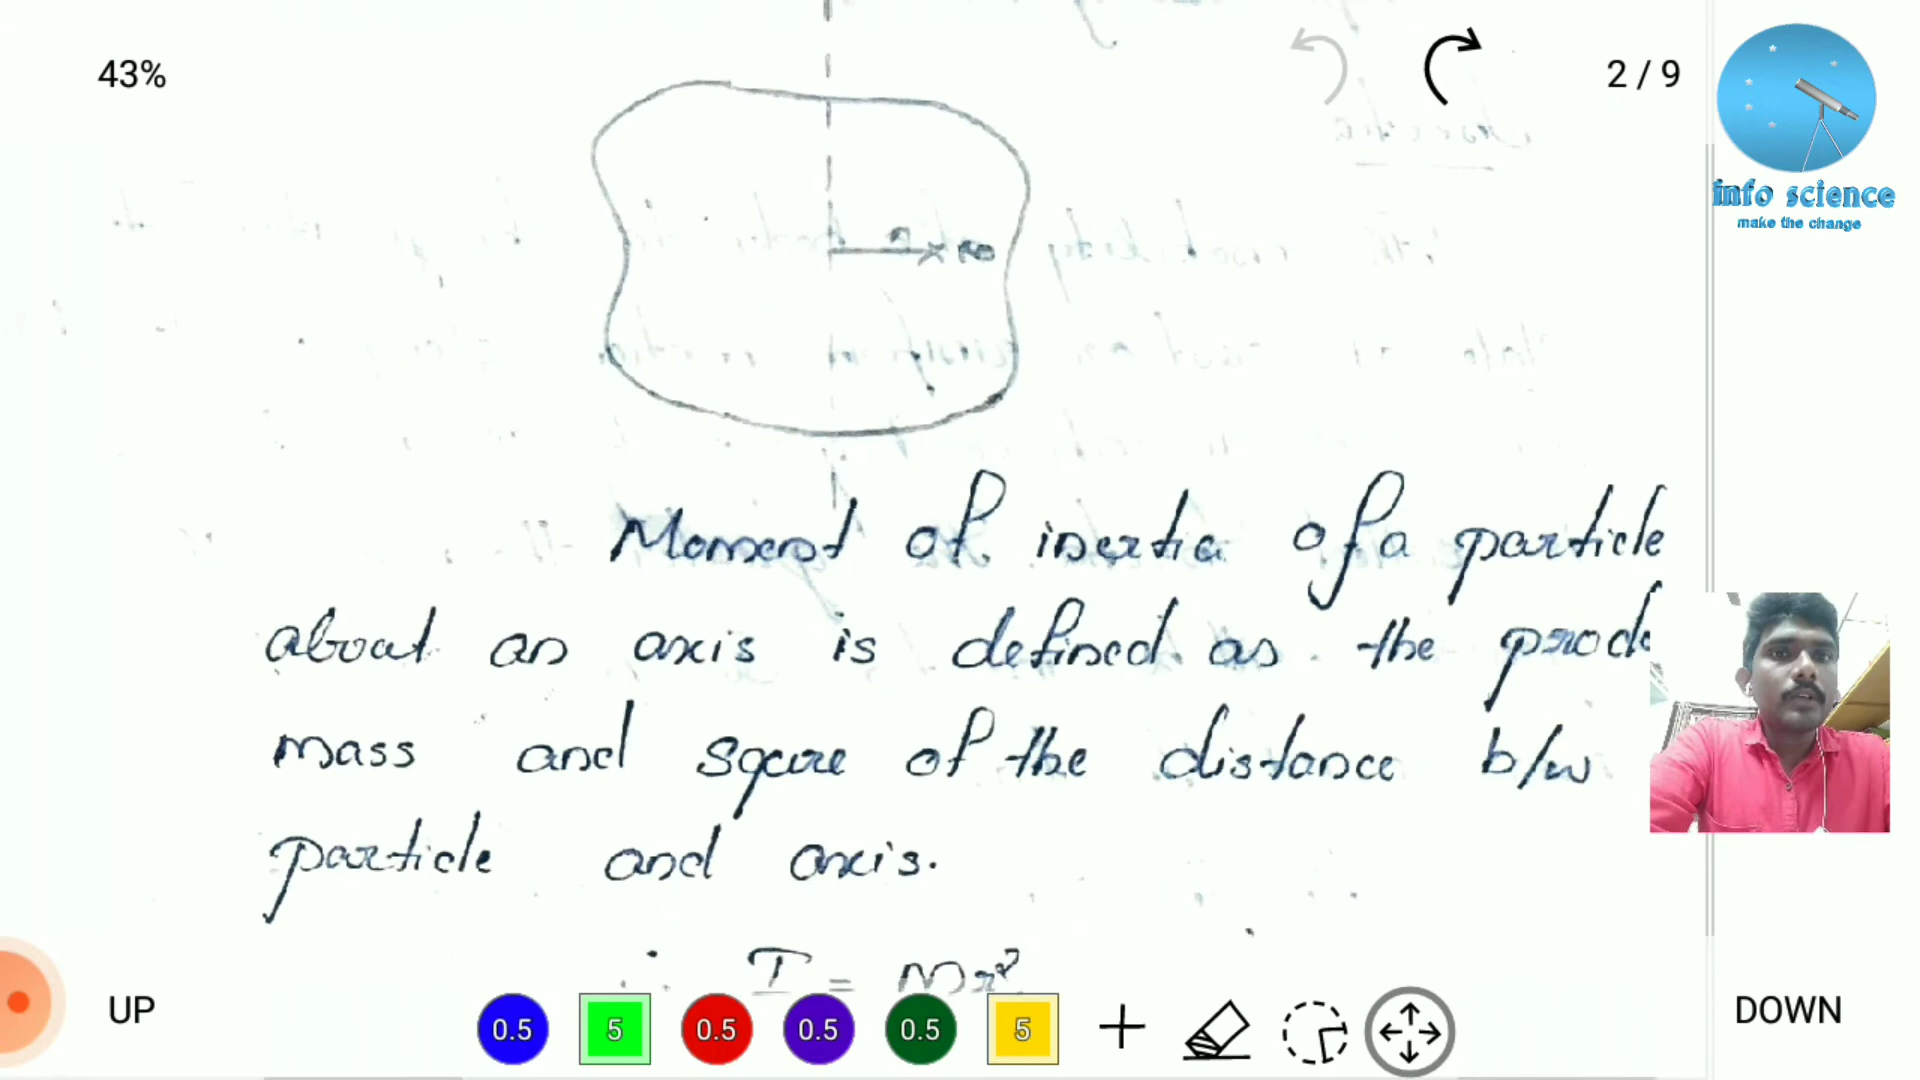 43%
2 / 9
info science
make the change
r
m
Moment of inertia of a particle
about an axis is defined as the prod
mass and sqare of the distance b/w
particle and axis.
∴ I = mr²
UP
0.5 5 0.5 0.5 0.5 5
DOWN